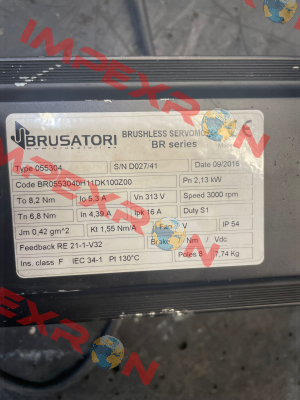 BRUSATORI
BRUSHLESS SERVOMO
BR series
Type 055304
S/N D027/41
Date 09/2016
Code BR0553040H11DK100Z00
Pn 2,13 kW
To 8,2 Nm
Io 5,3 A
Vn 313 V
Speed 3000 rpm
Tn 6,8 Nm
In 4,39 A
Ipk 16 A
Duty S1
Jm 0,42 gm^2
Kt 1,55 Nm/A
Fan V
IP 54
Feedback RE 21-1-V32
Brake Nm Vdc
Ins. class F IEC 34-1 Pt 130°C
Poles 8
7,74 Kg
IMPEXRON
IMPEXRON